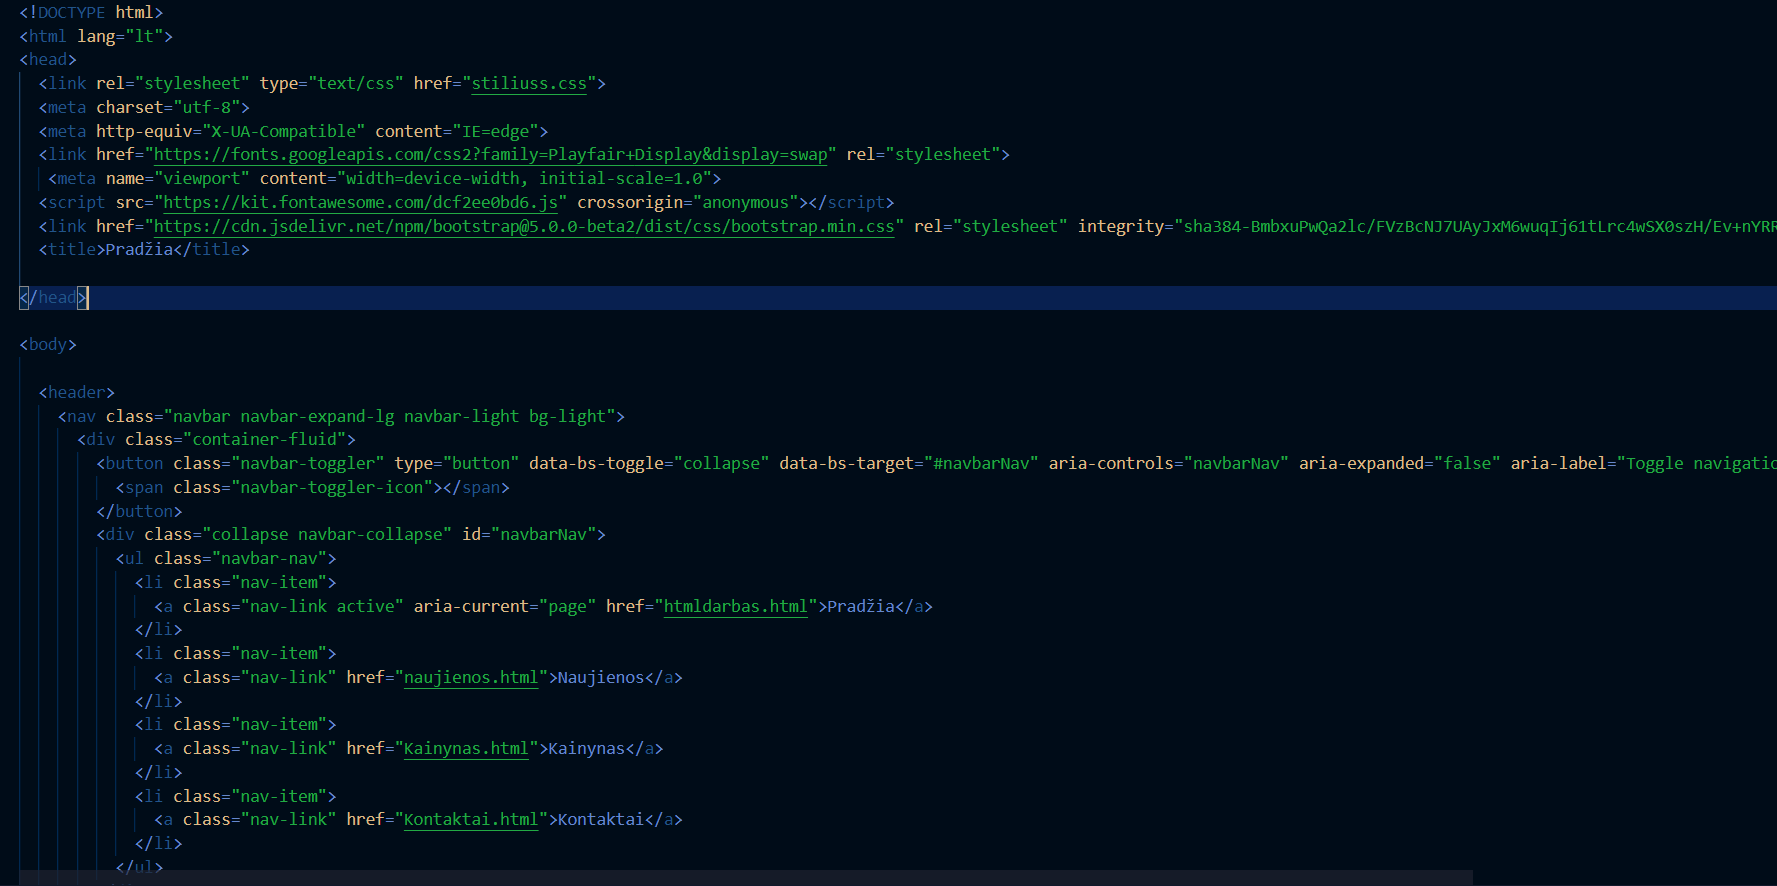 <!DOCTYPE html>
<html lang="lt">
<head>
<link rel="stylesheet" type="text/css" href="stiliuss.css">
<meta charset="utf-8">
<meta http-equiv="X-UA-Compatible" content="IE=edge">
<link href="https://fonts.googleapis.com/css2?family=Playfair+Display&display=swap" rel="stylesheet">
<meta name="viewport" content="width=device-width, initial-scale=1.0">
<script src="https://kit.fontawesome.com/dcf2ee0bd6.js" crossorigin="anonymous"></script>
<link href="https://cdn.jsdelivr.net/npm/bootstrap@5.0.0-beta2/dist/css/bootstrap.min.css" rel="stylesheet" integrity="sha384-BmbxuPwQa2lc/FVzBcNJ7UAyJxM6wuqIj61tLrc4wSX0szH/Ev+nYRR
<title>Pradžia</title>
</head>
<body>
<header>
<nav class="navbar navbar-expand-lg navbar-light bg-light">
<div class="container-fluid">
<button class="navbar-toggler" type="button" data-bs-toggle="collapse" data-bs-target="#navbarNav" aria-controls="navbarNav" aria-expanded="false" aria-label="Toggle navigatio
<span class="navbar-toggler-icon"></span>
</button>
<div class="collapse navbar-collapse" id="navbarNav">
<ul class="navbar-nav">
<li class="nav-item">
<a class="nav-link active" aria-current="page" href="htmldarbas.html">Pradžia</a>
</li>
<li class="nav-item">
<a class="nav-link" href="naujienos.html">Naujienos</a>
</li>
<li class="nav-item">
<a class="nav-link" href="Kainynas.html">Kainynas</a>
</li>
<li class="nav-item">
<a class="nav-link" href="Kontaktai.html">Kontaktai</a>
</li>
</ul>